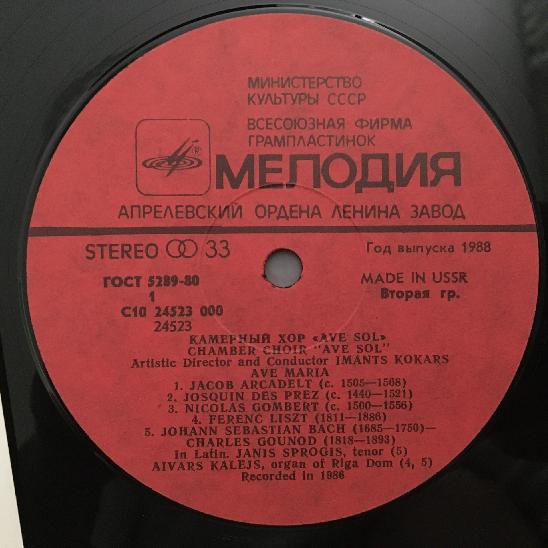 МИНИСТЕРСТВО
КУЛЬТУРЫ СССР
ВСЕСОЮЗНАЯ ФИРМА
ГРАМПЛАСТИНОК
МЕЛОДИЯ
АПРЕЛЕВСКИЙ ОРДЕНА ЛЕНИНА ЗАВОД
STEREO 33
Год выпуска 1988
ГОСТ 5289-80
MADE IN USSR
1
Вторая гр.
С10 24523 000
24523
КАМЕРНЫЙ ХОР «AVE SOL»
CHAMBER CHOIR "AVE SOL"
Artistic Director and Conductor IMANTS KOKARS
AVE MARIA
1. JACOB ARCADELT (c. 1505—1568)
2. JOSQUIN DES PREZ (c. 1440—1521)
3. NICOLAS GOMBERT (c. 1500—1556)
4. FERENC LISZT (1811—1886)
5. JOHANN SEBASTIAN BACH (1685—1750)—
CHARLES GOUNOD (1818—1893)
In Latin. JANIS SPROGIS, tenor (5)
AIVARS KALEJS, organ of Riga Dom (4, 5)
Recorded in 1986